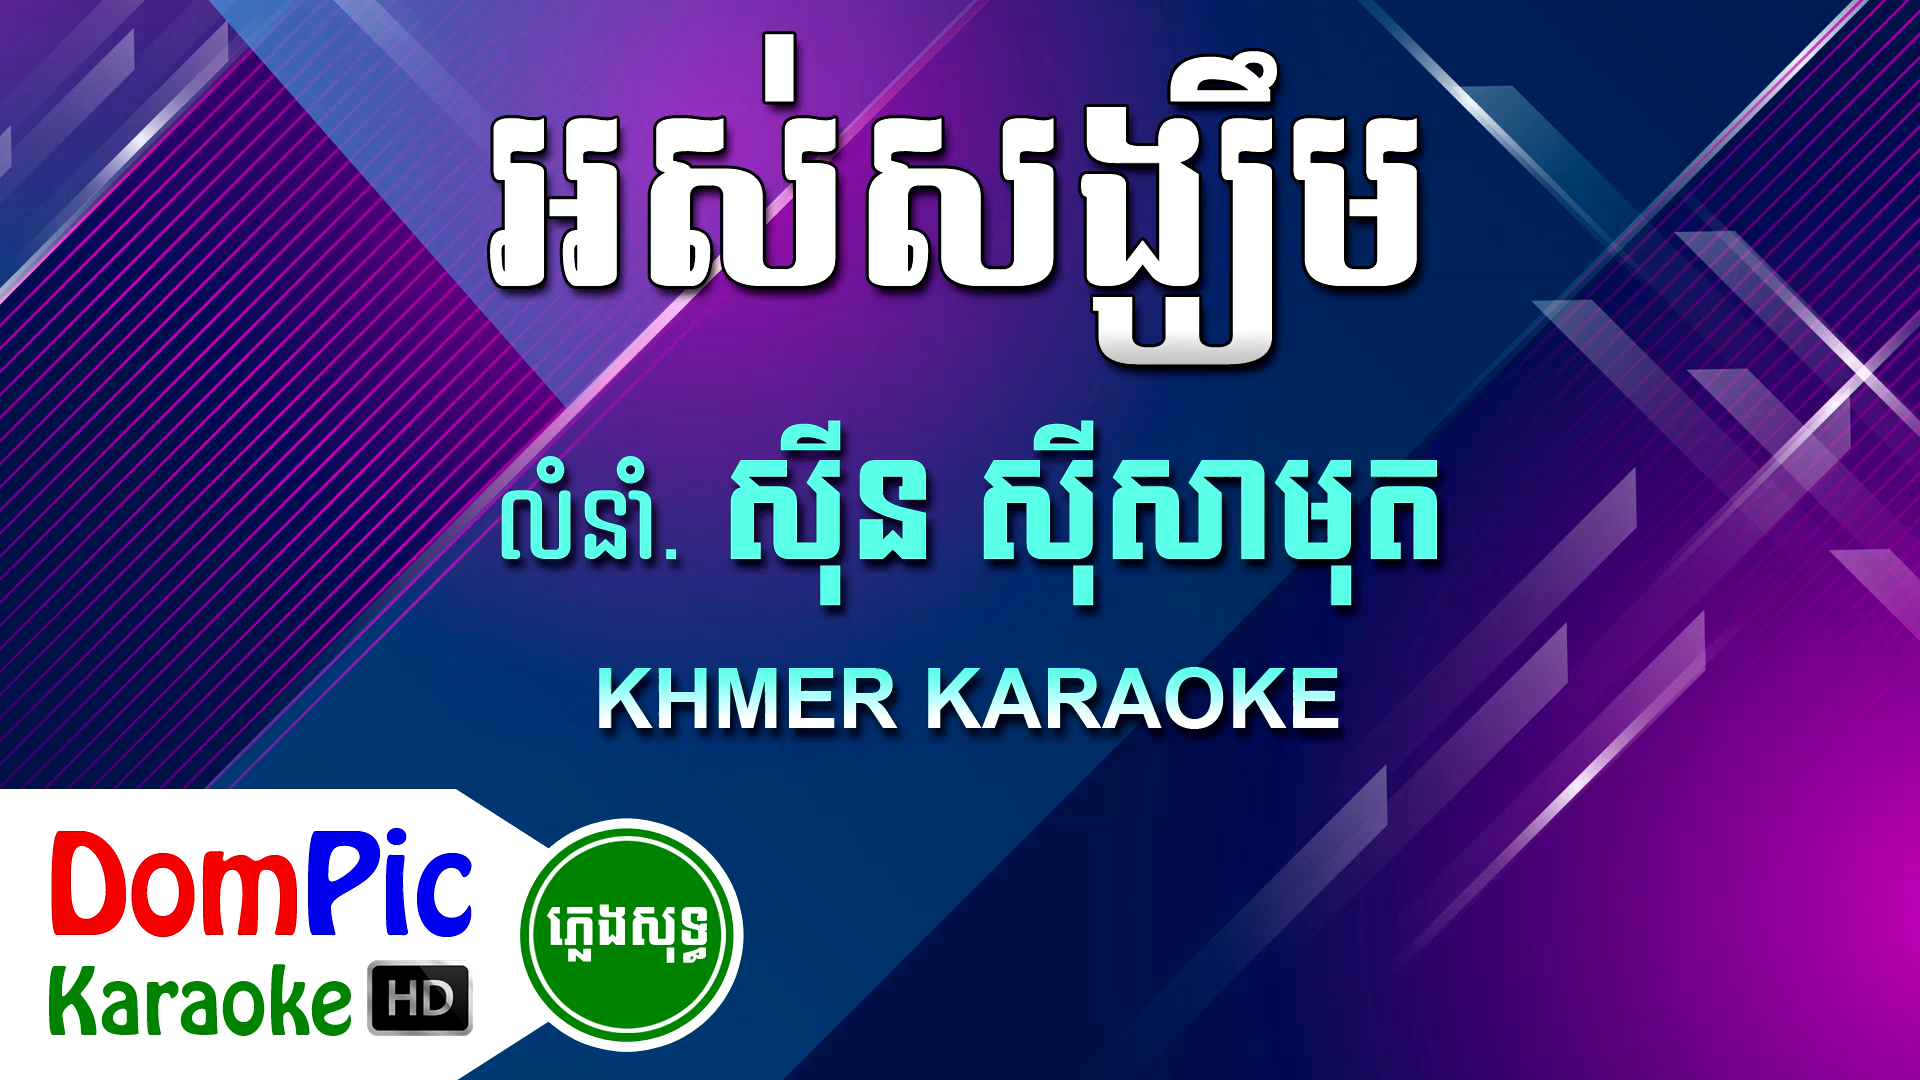 អស់សង្ឃឹម
លំនាំ. ស៊ីន ស៊ីសាមុត
KHMER KARAOKE
DomPic
Karaoke HD
ភ្លេងសុទ្ធ